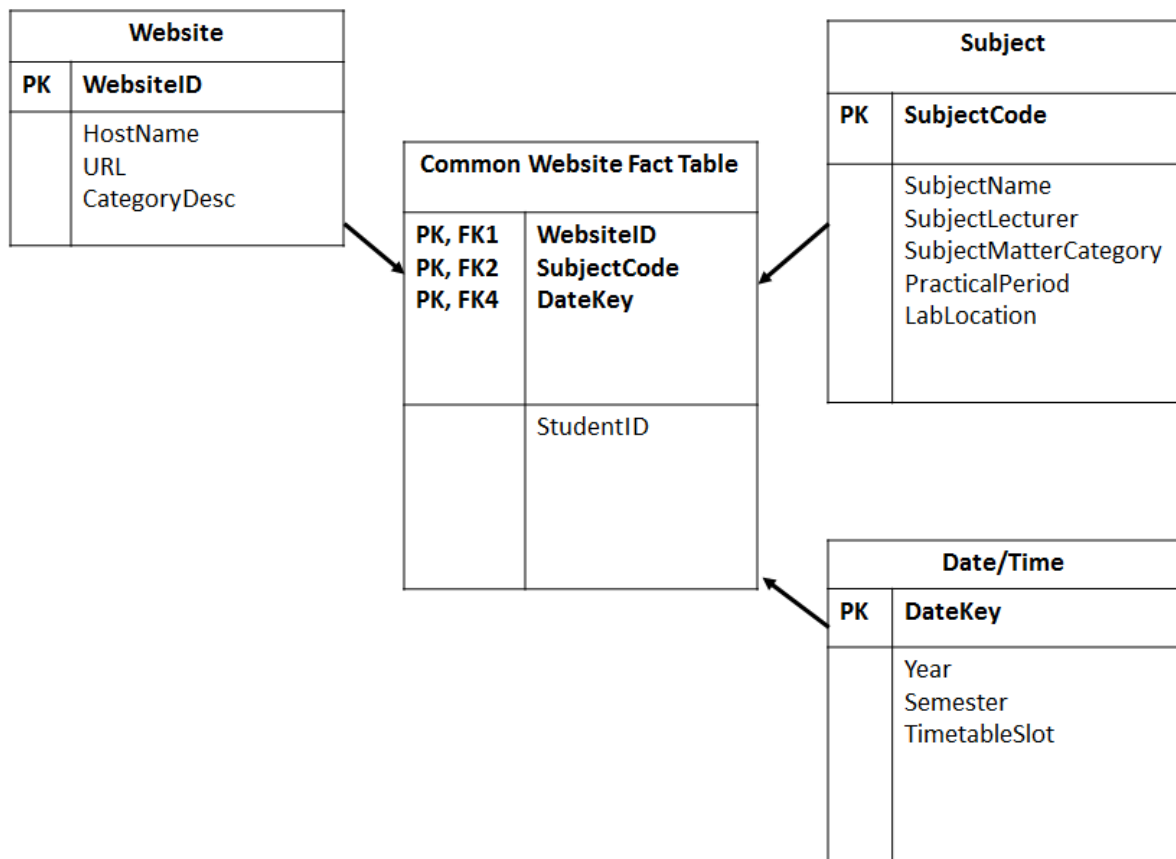 Website
PK WebsiteID
HostName
URL
CategoryDesc
Common Website Fact Table
PK, FK1 WebsiteID
PK, FK2 SubjectCode
PK, FK4 DateKey
StudentID
Subject
PK SubjectCode
SubjectName
SubjectLecturer
SubjectMatterCategory
PracticalPeriod
LabLocation
Date/Time
PK DateKey
Year
Semester
TimetableSlot